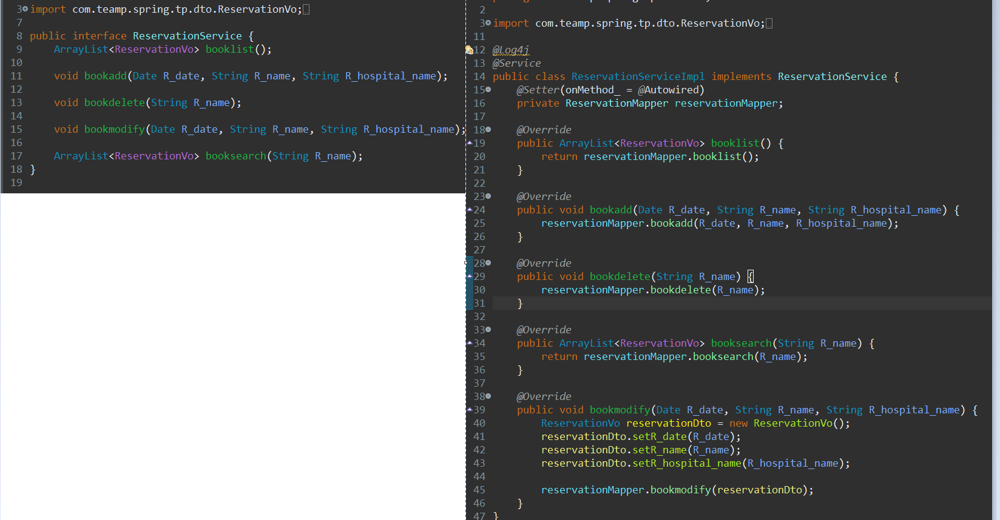 3 import com.teamp.spring.tp.dto.ReservationVo;
7
8 public interface ReservationService {
9     ArrayList<ReservationVo> booklist();
10
11     void bookadd(Date R_date, String R_name, String R_hospital_name);
12
13     void bookdelete(String R_name);
14
15     void bookmodify(Date R_date, String R_name, String R_hospital_name);
16
17     ArrayList<ReservationVo> booksearch(String R_name);
18 }
19
2
3 import com.teamp.spring.tp.dto.ReservationVo;
11
12 @Log4j
13 @Service
14 public class ReservationServiceImpl implements ReservationService {
15     @Setter(onMethod_ = @Autowired)
16     private ReservationMapper reservationMapper;
17
18     @Override
19     public ArrayList<ReservationVo> booklist() {
20         return reservationMapper.booklist();
21     }
22
23     @Override
24     public void bookadd(Date R_date, String R_name, String R_hospital_name) {
25         reservationMapper.bookadd(R_date, R_name, R_hospital_name);
26     }
27
28     @Override
29     public void bookdelete(String R_name) {
30         reservationMapper.bookdelete(R_name);
31     }
32
33     @Override
34     public ArrayList<ReservationVo> booksearch(String R_name) {
35         return reservationMapper.booksearch(R_name);
36     }
37
38     @Override
39     public void bookmodify(Date R_date, String R_name, String R_hospital_name) {
40         ReservationVo reservationDto = new ReservationVo();
41         reservationDto.setR_date(R_date);
42         reservationDto.setR_name(R_name);
43         reservationDto.setR_hospital_name(R_hospital_name);
44
45         reservationMapper.bookmodify(reservationDto);
46     }
47 }